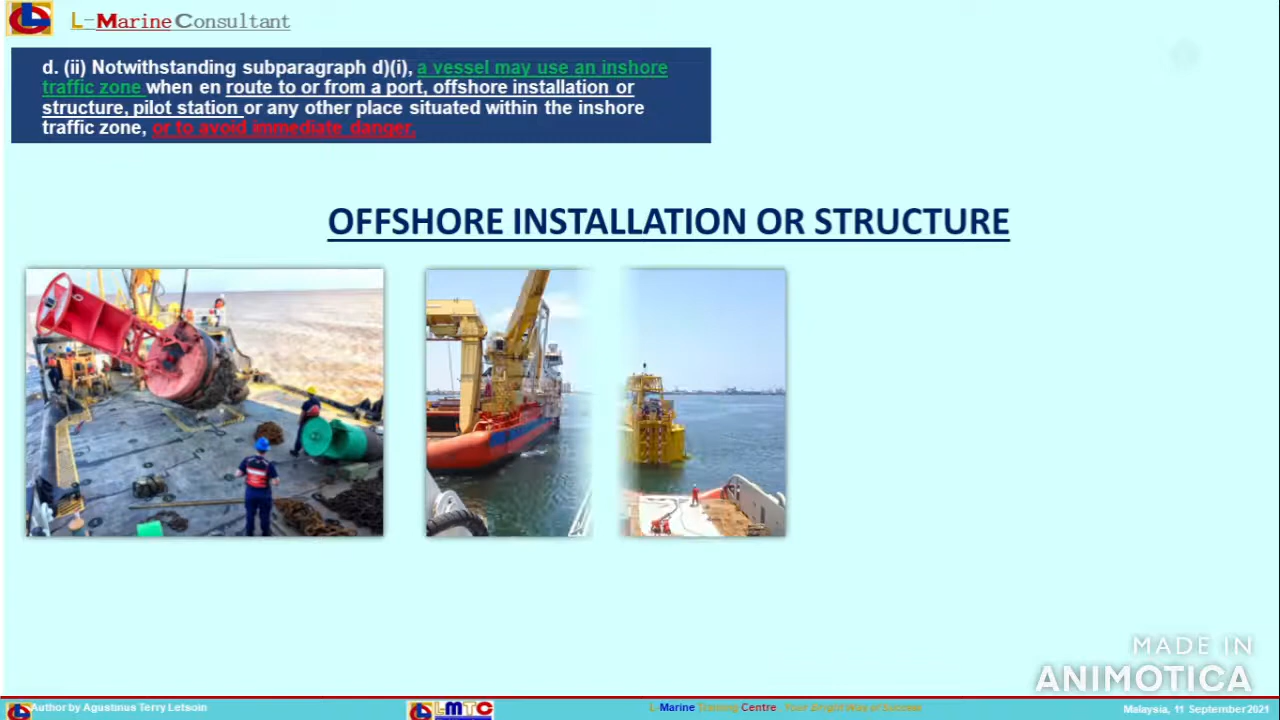 L-Marine Consultant
d. (ii) Notwithstanding subparagraph d)(i), a vessel may use an inshore
traffic zone when en route to or from a port, offshore installation or
structure, pilot station or any other place situated within the inshore
traffic zone, or to avoid immediate danger.
OFFSHORE INSTALLATION OR STRUCTURE
MADE IN
ANIMOTICA
Author by Agustinus Terry Letsoin
LMTC
L-Marine Training Centre
Malaysia, 11 September 2021